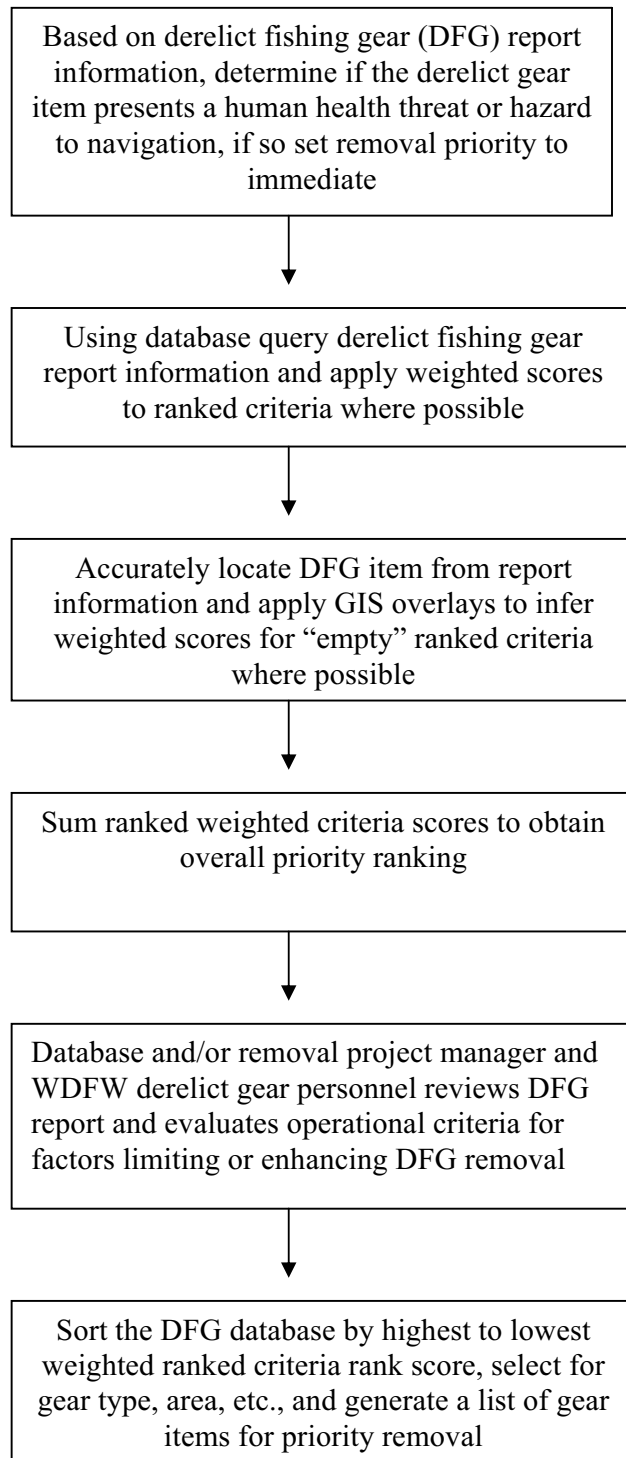 Based on derelict fishing gear (DFG) report
information, determine if the derelict gear
item presents a human health threat or hazard
to navigation, if so set removal priority to
immediate
Using database query derelict fishing gear
report information and apply weighted scores
to ranked criteria where possible
Accurately locate DFG item from report
information and apply GIS overlays to infer
weighted scores for “empty” ranked criteria
where possible
Sum ranked weighted criteria scores to obtain
overall priority ranking
Database and/or removal project manager and
WDFW derelict gear personnel reviews DFG
report and evaluates operational criteria for
factors limiting or enhancing DFG removal
Sort the DFG database by highest to lowest
weighted ranked criteria rank score, select for
gear type, area, etc., and generate a list of gear
items for priority removal